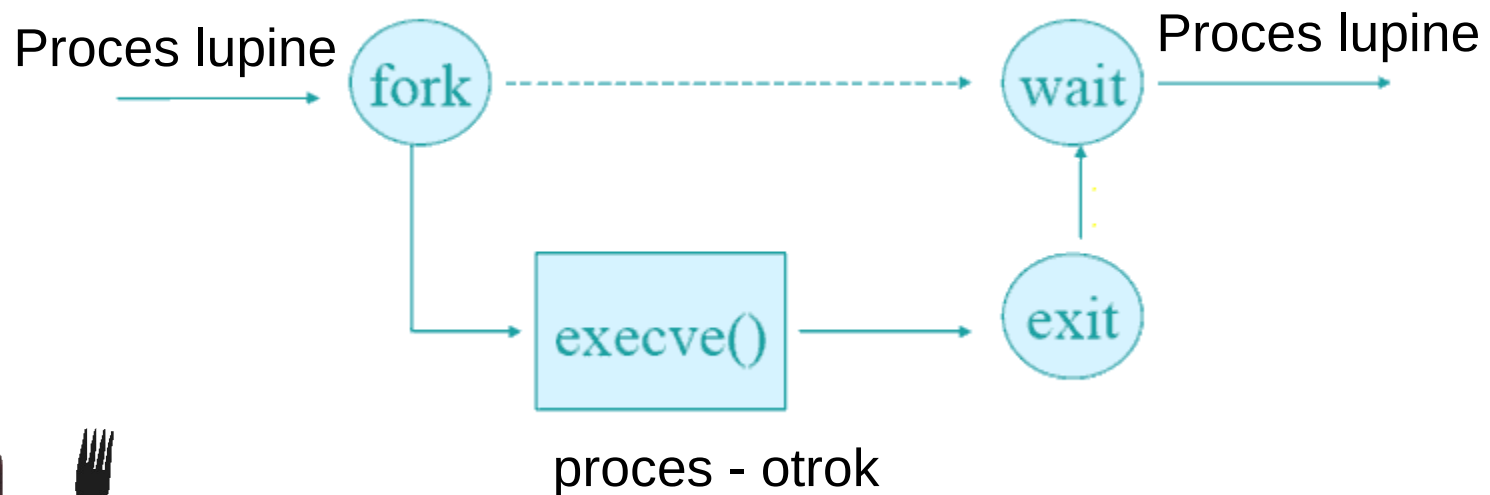 Proces lupine
fork
wait
Proces lupine
execve()
exit
proces - otrok